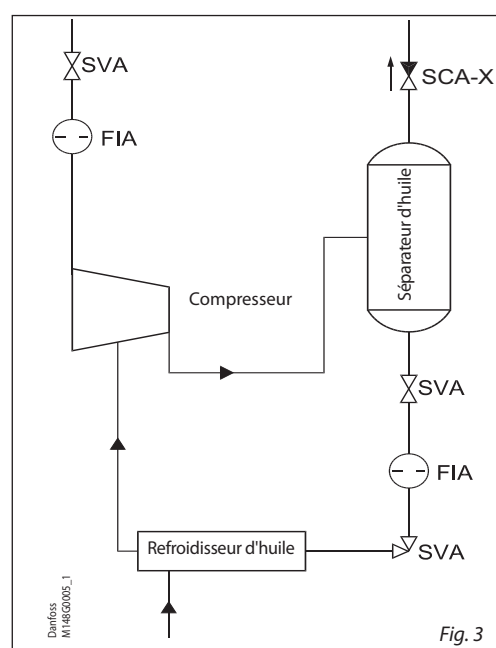 SVA
SCA-X
FIA
Séparateur d'huile
Compresseur
SVA
FIA
Refroidisseur d'huile
SVA
Danfoss
M148G0005_1
Fig. 3